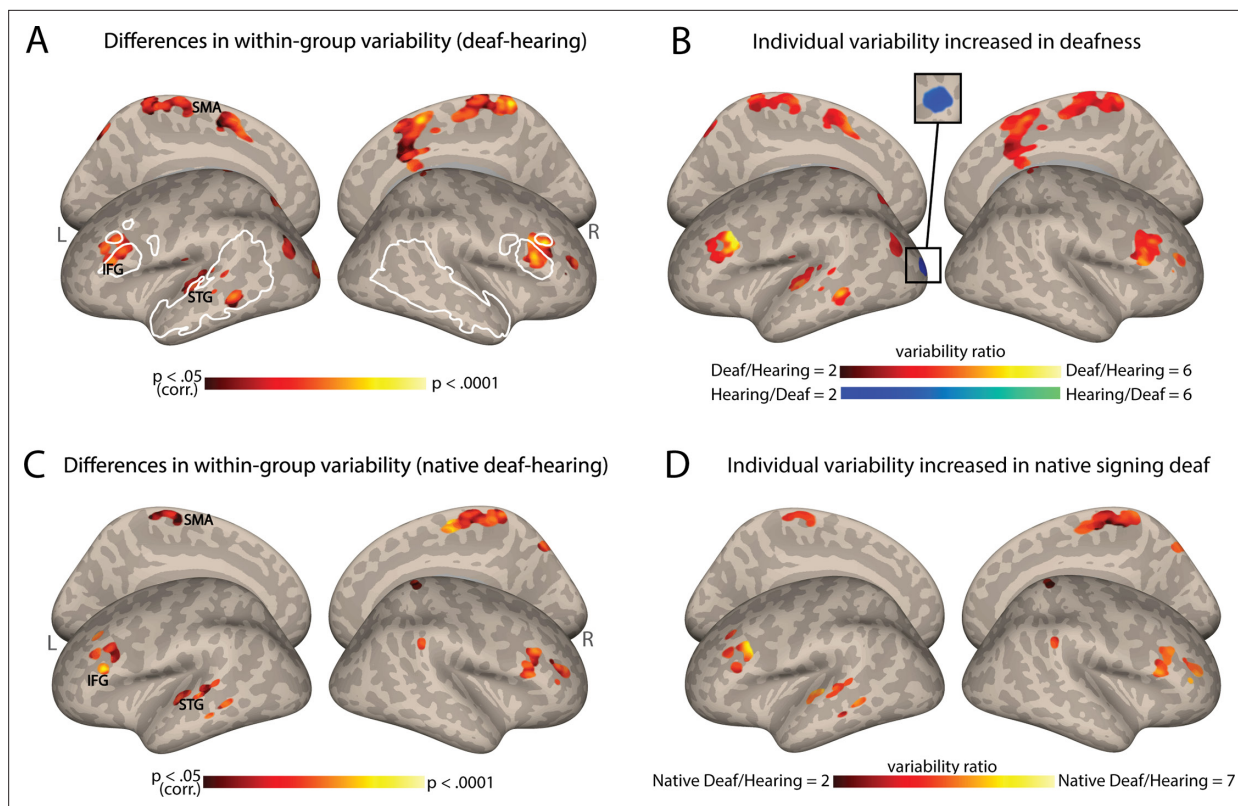 A Differences in within-group variability (deaf-hearing)
SMA
L
IFG
STG
R
p < .05
(corr.)
p < .0001
B Individual variability increased in deafness
variability ratio
Deaf/Hearing = 2
Deaf/Hearing = 6
Hearing/Deaf = 2
Hearing/Deaf = 6
C Differences in within-group variability (native deaf-hearing)
SMA
L
IFG
STG
R
p < .05
(corr.)
p < .0001
D Individual variability increased in native signing deaf
variability ratio
Native Deaf/Hearing = 2
Native Deaf/Hearing = 7